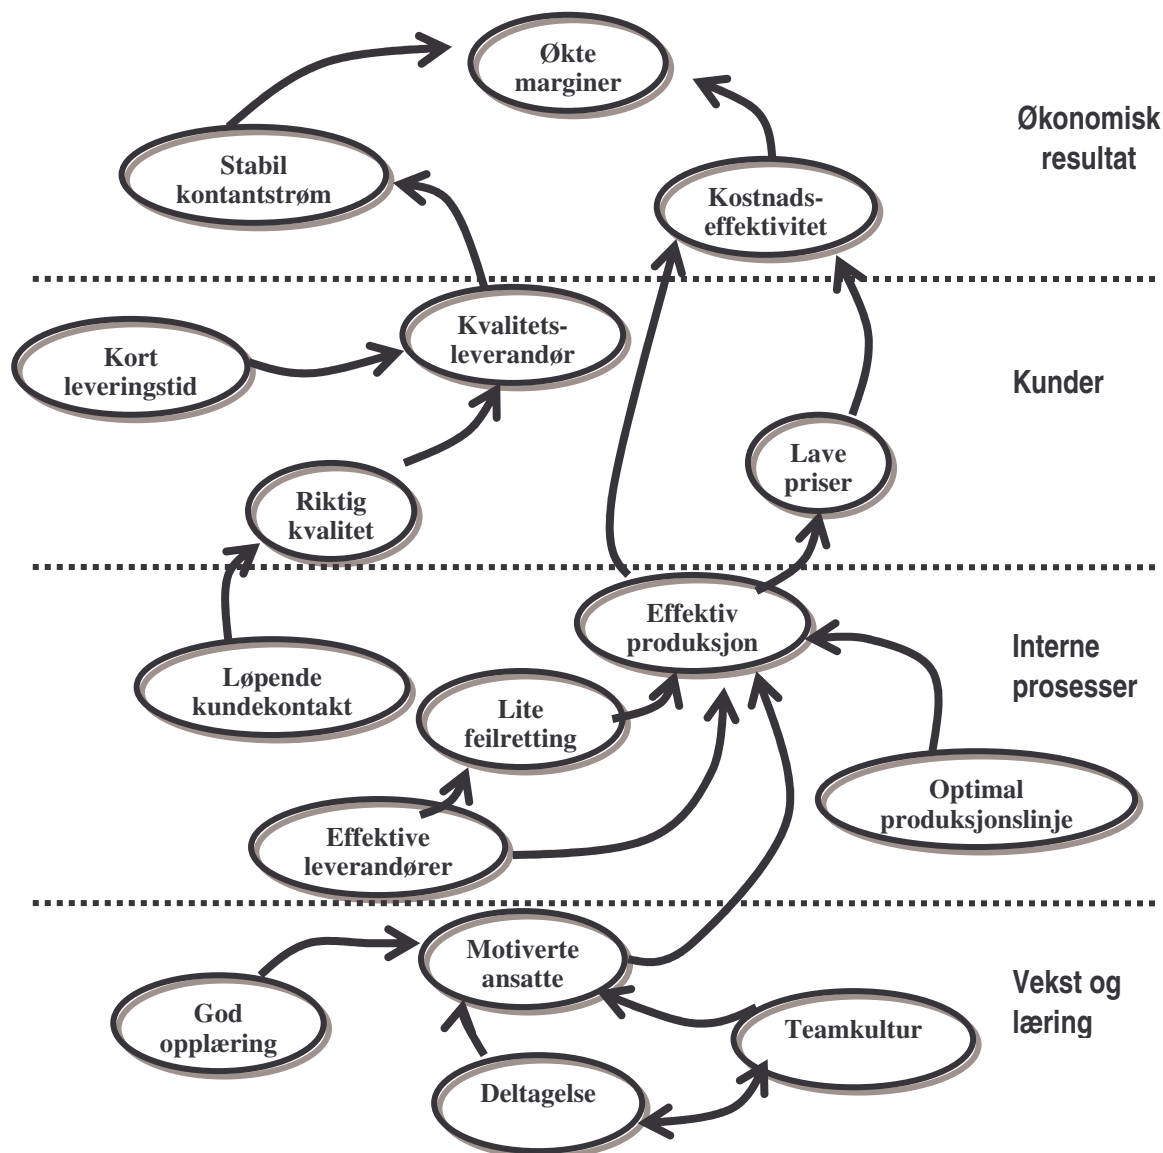 Økte
marginer
Økonomisk
resultat
Stabil
kontantstrøm
Kostnads-
effektivitet
Kvalitets-
leverandør
Kort
leveringstid
Kunder
Lave
priser
Riktig
kvalitet
Effektiv
produksjon
Interne
prosesser
Løpende
kundekontakt
Lite
feilretting
Optimal
produksjonslinje
Effektive
leverandører
Motiverte
ansatte
Vekst og
læring
God
opplæring
Teamkultur
Deltagelse